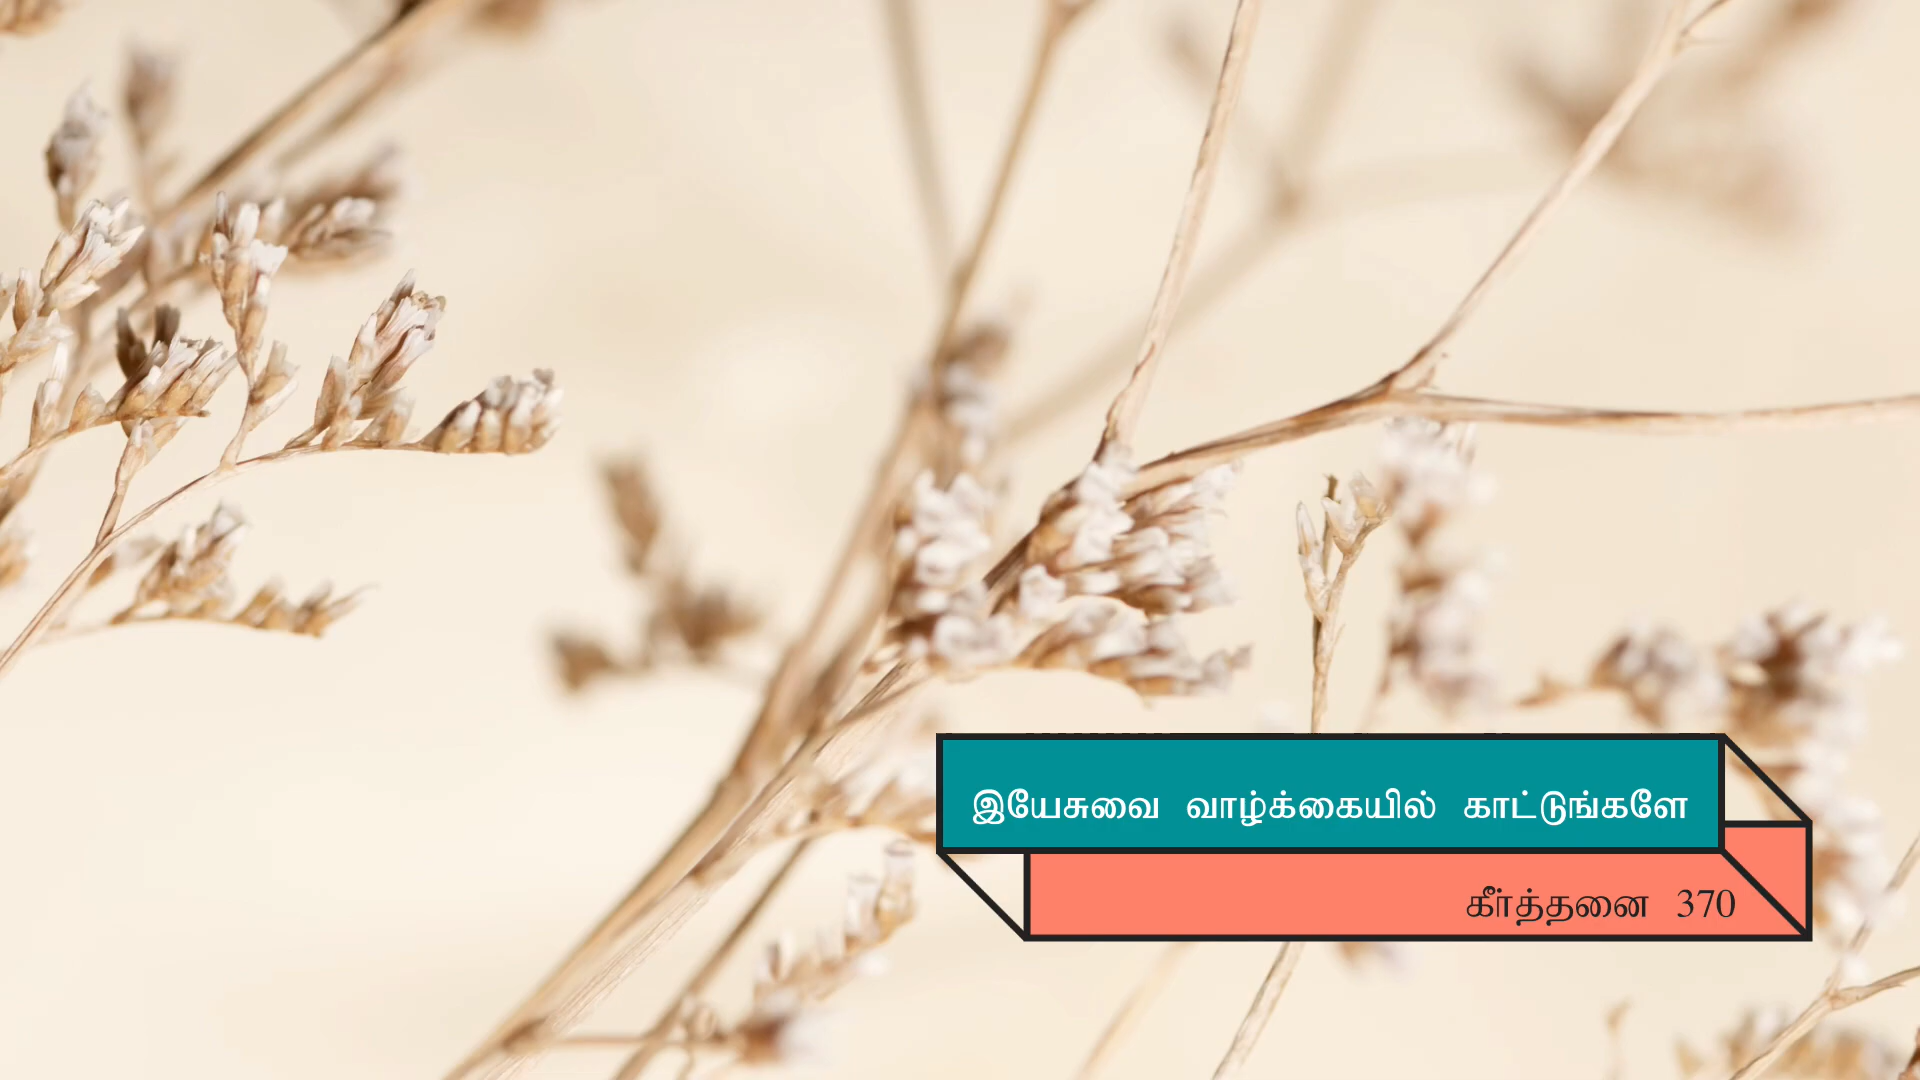 இயேசுவை வாழ்க்கையில் காட்டுங்களே
கீர்த்தனை 370